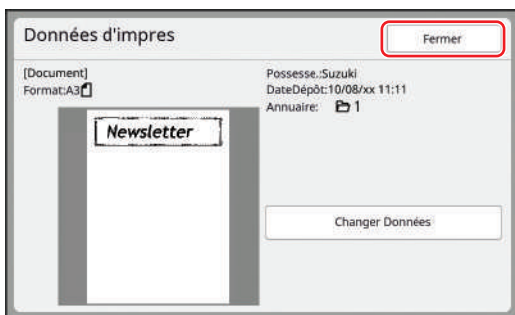 Données d'impres
Fermer
[Document]
Format:A3
Possesse.:Suzuki
DateDépôt:10/08/xx 11:11
Annuaire: 1
Newsletter
Changer Données